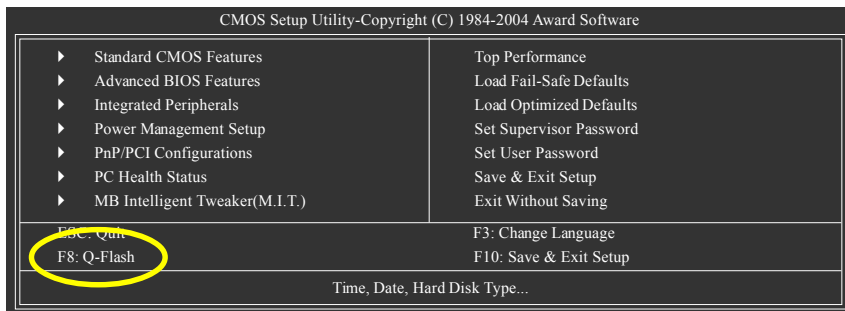 CMOS Setup Utility-Copyright (C) 1984-2004 Award Software
Standard CMOS Features
Advanced BIOS Features
Integrated Peripherals
Power Management Setup
PnP/PCI Configurations
PC Health Status
MB Intelligent Tweaker(M.I.T.)
Top Performance
Load Fail-Safe Defaults
Load Optimized Defaults
Set Supervisor Password
Set User Password
Save & Exit Setup
Exit Without Saving
ESC: Quit
F8: Q-Flash
F3: Change Language
F10: Save & Exit Setup
Time, Date, Hard Disk Type...